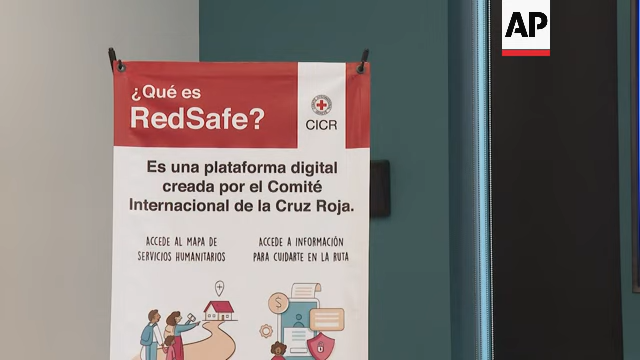 AP
¿Qué es
RedSafe?
CICR
Es una plataforma digital
creada por el Comité
Internacional de la Cruz Roja.
ACCEDE AL MAPA DE
SERVICIOS HUMANITARIOS
ACCEDE A INFORMACIÓN
PARA CUIDARTE EN LA RUTA